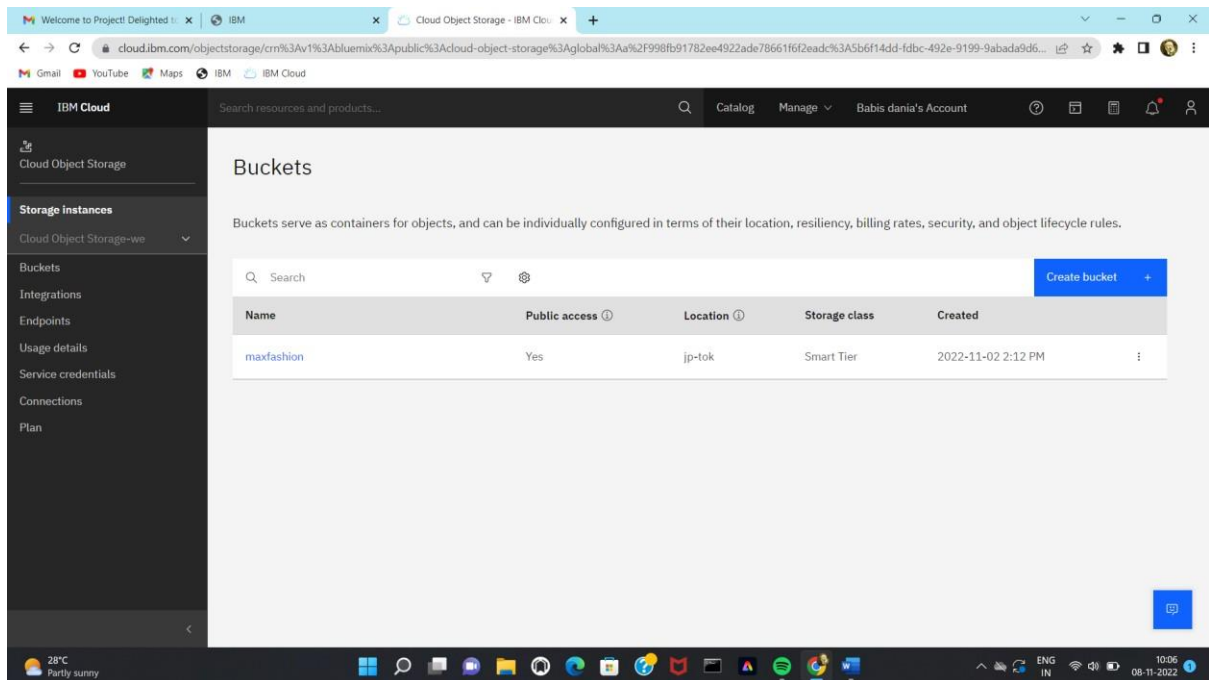 Welcome to Project! Delighted to
IBM
Cloud Object Storage - IBM Clou
cloud.ibm.com/objectstorage/crn%3Av1%3Abluemix%3Apublic%3Acloud-object-storage%3Aglobal%3Aa%2F998fb91782ee4922ade78661f6f2eadc%3A5b6f14dd-fdbc-492e-9199-9abada9d6...
Gmail YouTube Maps IBM IBM Cloud
IBM Cloud
Search resources and products...
Catalog Manage Babis dania's Account
Cloud Object Storage
Storage instances
Cloud Object Storage-we
Buckets
Integrations
Endpoints
Usage details
Service credentials
Connections
Plan
Buckets
Buckets serve as containers for objects, and can be individually configured in terms of their location, resiliency, billing rates, security, and object lifecycle rules.
Search
Create bucket +
Name Public access Location Storage class Created
maxfashion Yes jp-tok Smart Tier 2022-11-02 2:12 PM
28°C
Partly sunny
ENG
IN
10:06
08-11-2022
1